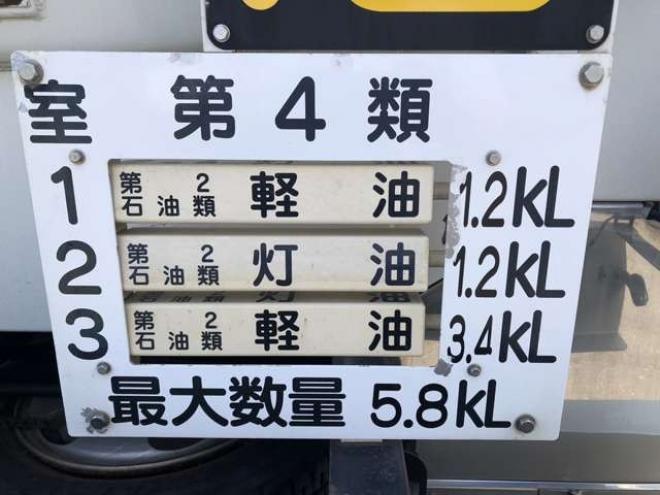 室 第4類
1 第2石油類 軽油 1.2KL
2 第2石油類 灯油 1.2KL
3 第2石油類 軽油 3.4KL
最大数量 5.8KL